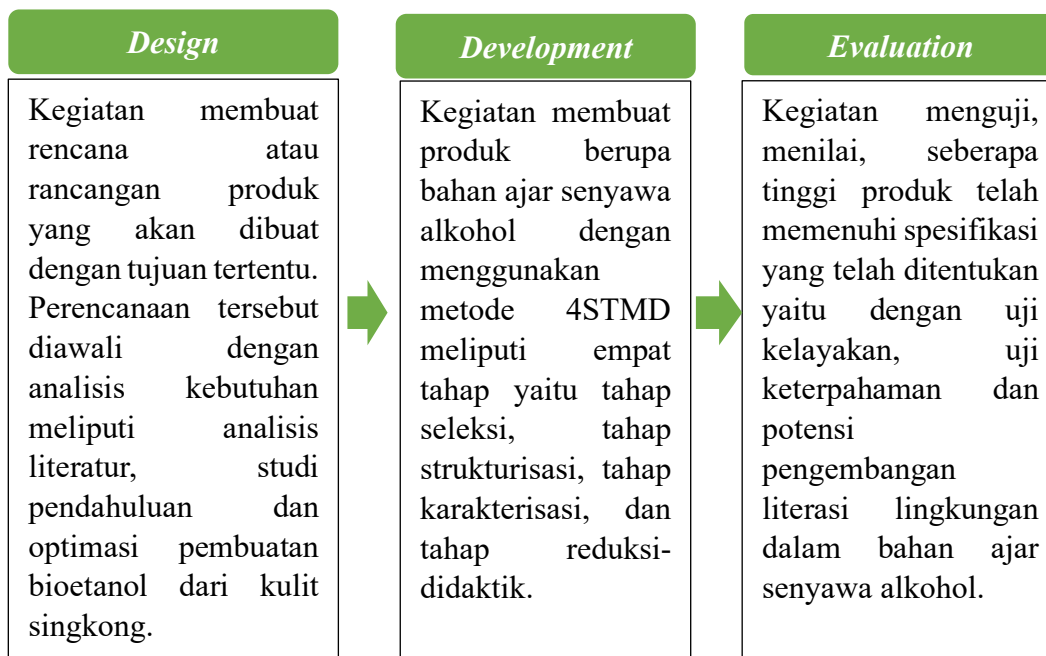 Design
Kegiatan membuat
rencana atau
rancangan produk
yang akan dibuat
dengan tujuan tertentu.
Perencanaan tersebut
diawali dengan
analisis kebutuhan
meliputi analisis
literatur, studi
pendahuluan dan
optimasi pembuatan
bioetanol dari kulit
singkong.
Development
Kegiatan membuat
produk berupa
bahan ajar senyawa
alkohol dengan
menggunakan
metode 4STMD
meliputi empat
tahap yaitu tahap
seleksi, tahap
strukturisasi, tahap
karakterisasi, dan
tahap reduksi-
didaktik.
Evaluation
Kegiatan menguji,
menilai, seberapa
tinggi produk telah
memenuhi spesifikasi
yang telah ditentukan
yaitu dengan uji
kelayakan, uji
keterpahaman dan
potensi
pengembangan
literasi lingkungan
dalam bahan ajar
senyawa alkohol.